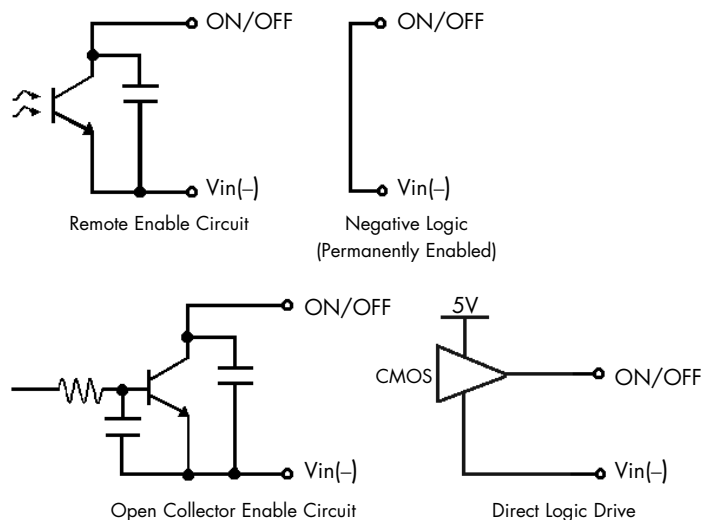 ON/OFF
Vin(–)
Remote Enable Circuit
ON/OFF
Vin(–)
Negative Logic
(Permanently Enabled)
ON/OFF
Vin(–)
Open Collector Enable Circuit
5V
CMOS
ON/OFF
Vin(–)
Direct Logic Drive